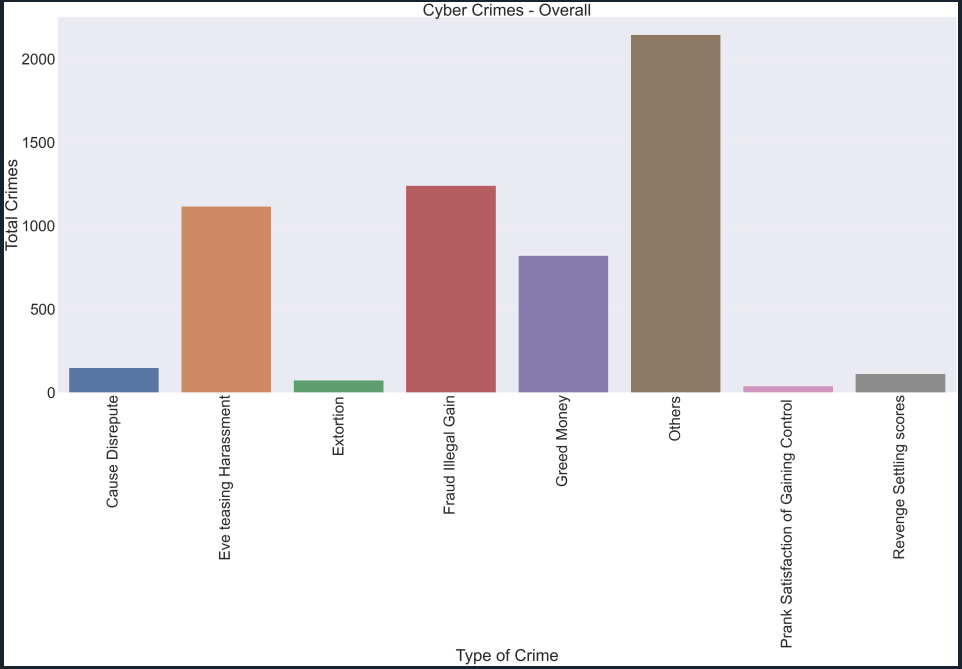 Cyber Crimes - Overall
Total Crimes
2000
1500
1000
500
0
Cause Disrepute
Eve teasing Harassment
Extortion
Fraud Illegal Gain
Greed Money
Others
Prank Satisfaction of Gaining Control
Revenge Settling scores
Type of Crime